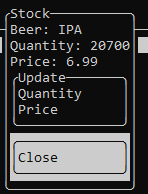 Stock
Beer: IPA
Quantity: 20700
Price: 6.99
Update
Quantity
Price
Close